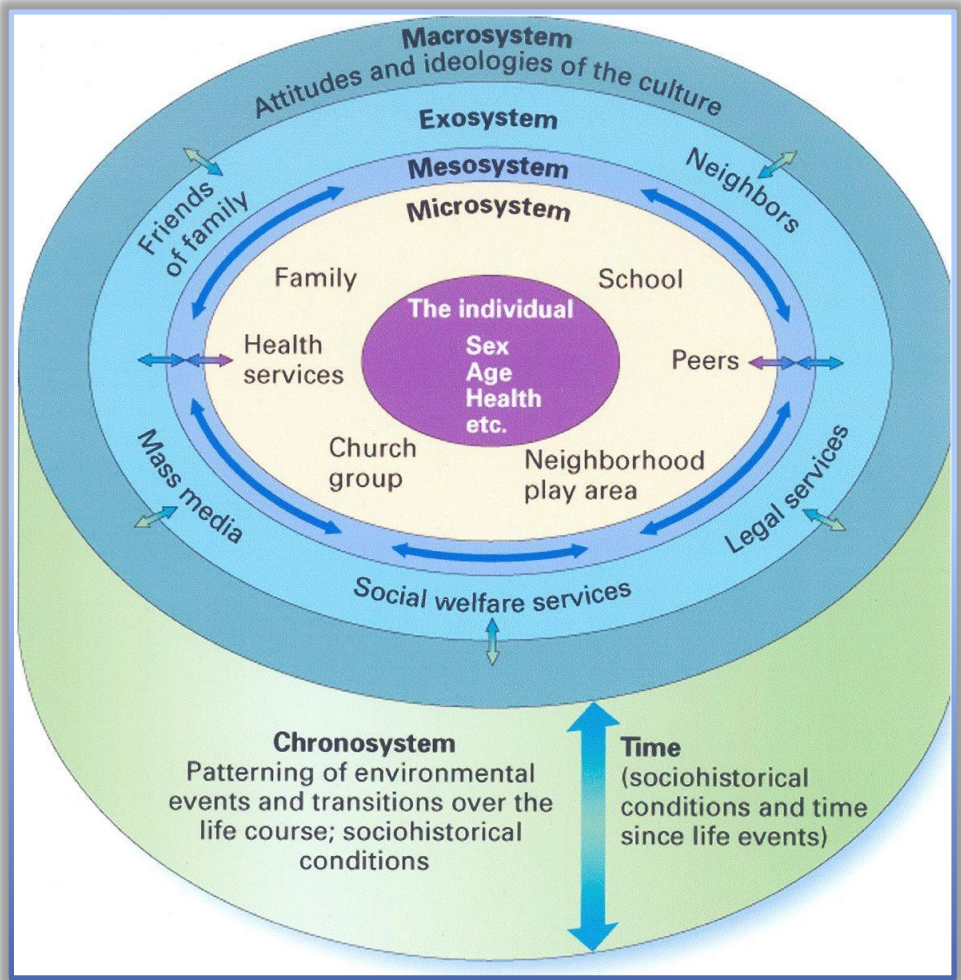 Macrosystem
Attitudes and ideologies of the culture
Exosystem
Mesosystem
Microsystem
Friends
of family
Neighbors
Family
School
The individual
Sex
Age
Health
etc.
Health
services
Peers
Church
group
Neighborhood
play area
Mass media
Legal services
Social welfare services
Chronosystem
Patterning of environmental
events and transitions over the
life course; sociohistorical
conditions
Time
(sociohistorical
conditions and time
since life events)